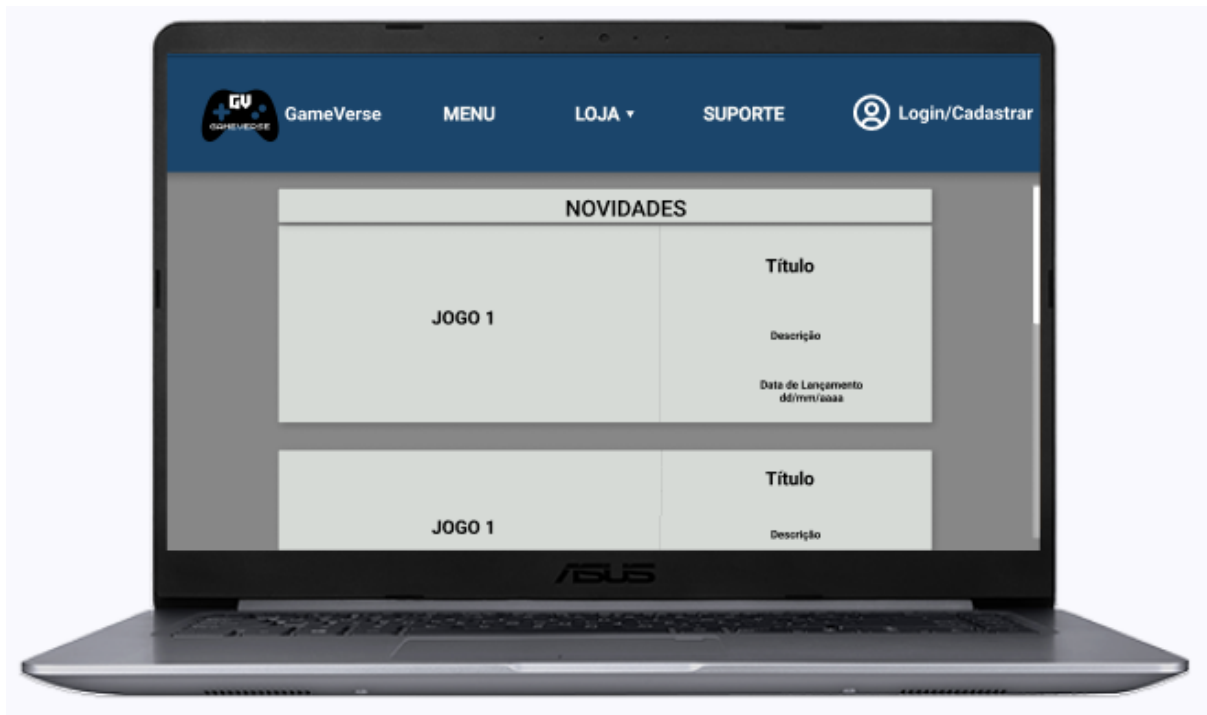 GV
GAMEVERSE
GameVerse
MENU
LOJA ▾
SUPORTE
Login/Cadastrar
NOVIDADES
JOGO 1
Título
Descrição
Data de Lançamento
dd/mm/aaaa
JOGO 1
Título
Descrição
ASUS